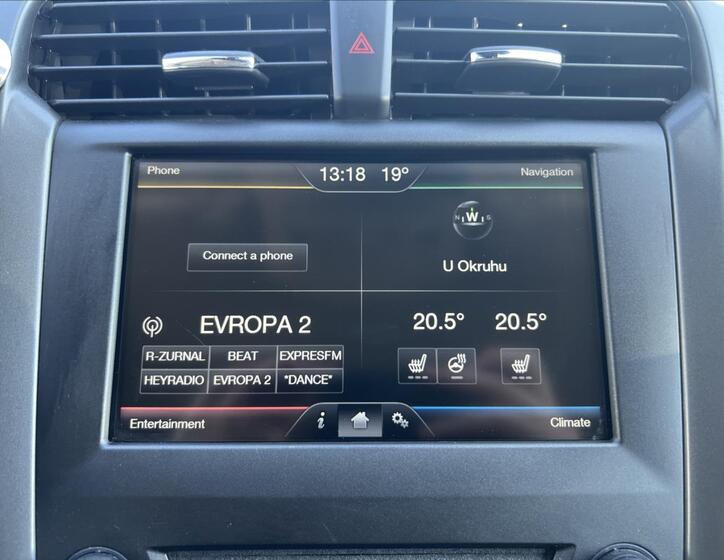 Phone
13:18 19°
Navigation
N W S
Connect a phone
U Okruhu
EVROPA 2
20.5° 20.5°
R-ZURNAL BEAT EXPRESFM
HEYRADIO EVROPA 2 *DANCE*
Entertainment
i
Climate